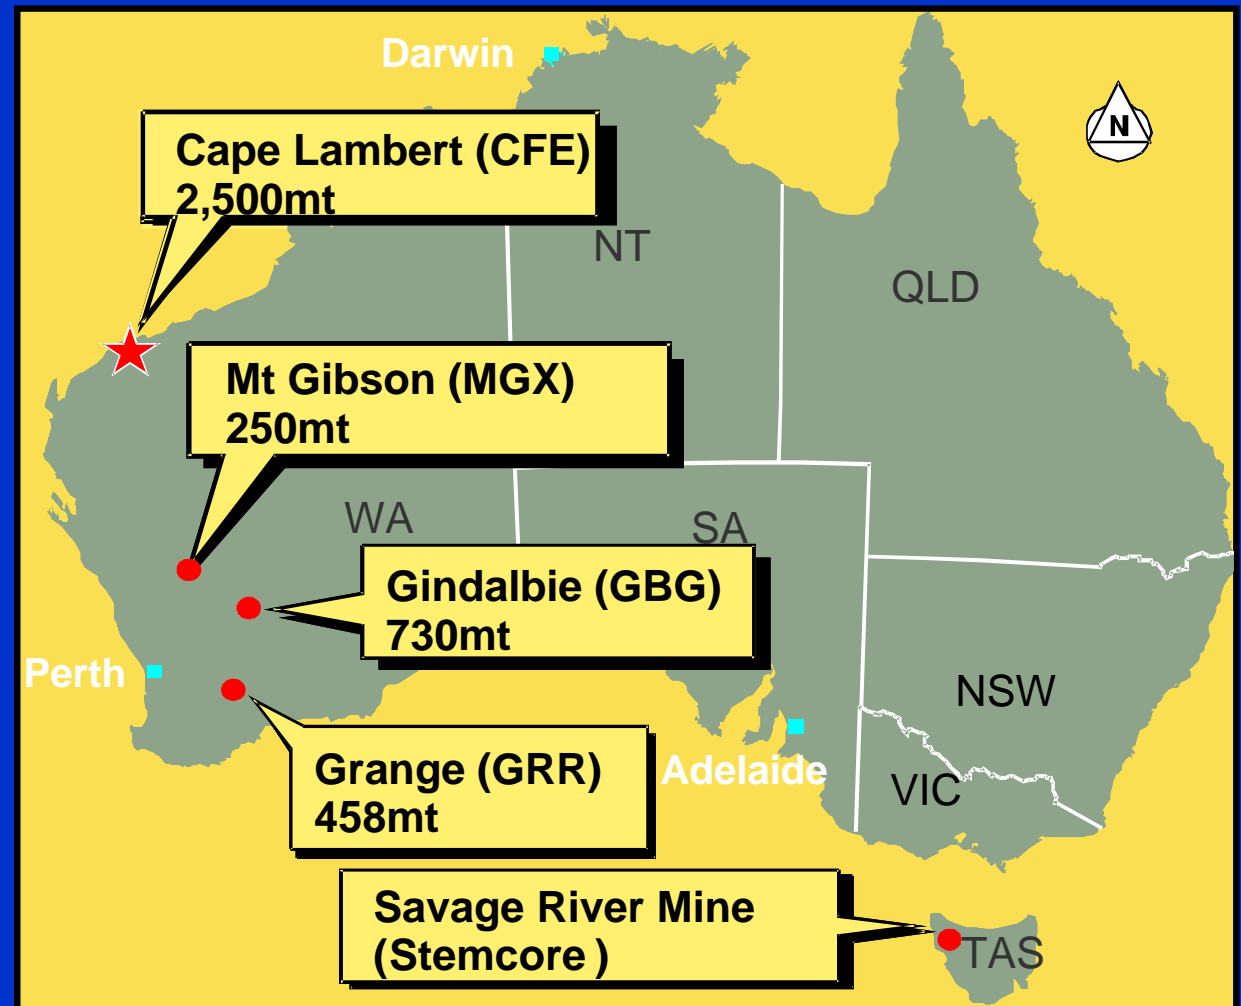 Darwin
N
Cape Lambert (CFE)
2,500mt
NT
QLD
Mt Gibson (MGX)
250mt
WA
SA
Gindalbie (GBG)
730mt
Perth
NSW
Grange (GRR)
458mt
Adelaide
VIC
Savage River Mine
(Stemcore )
TAS